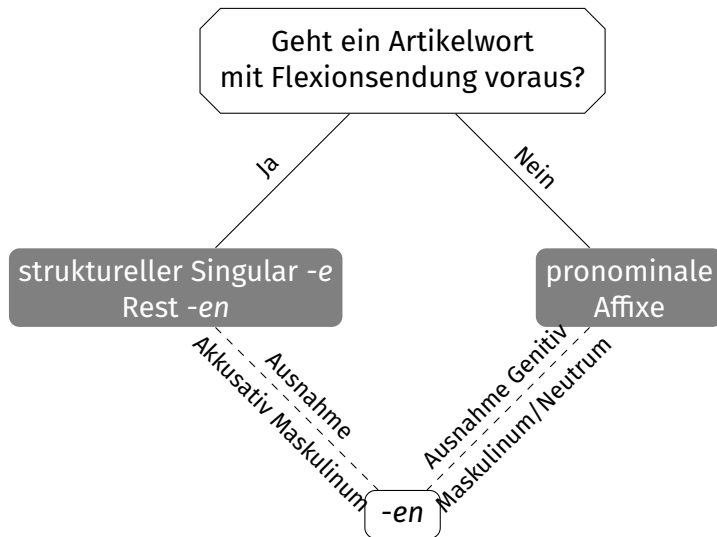 Geht ein Artikelwort
mit Flexionsendung voraus?
Ja
Nein
struktureller Singular -e
Rest -en
pronominale
Affixe
Ausnahme
Akkusativ Maskulinum
Ausnahme Genitiv
Maskulinum/Neutrum
-en